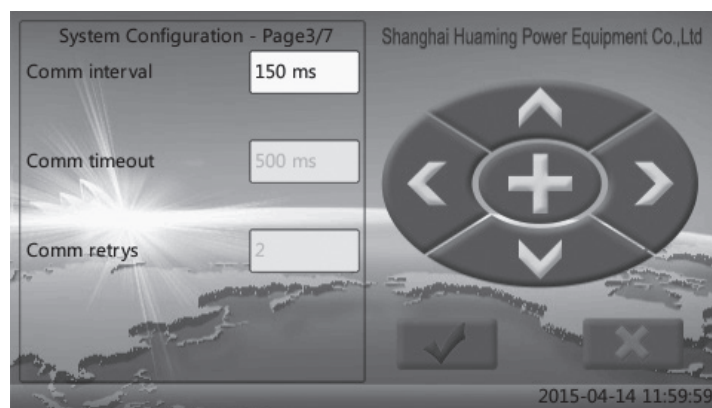 System Configuration - Page3/7
Shanghai Huaming Power Equipment Co.,Ltd
Comm interval
150 ms
Comm timeout
500 ms
Comm retrys
2
2015-04-14 11:59:59